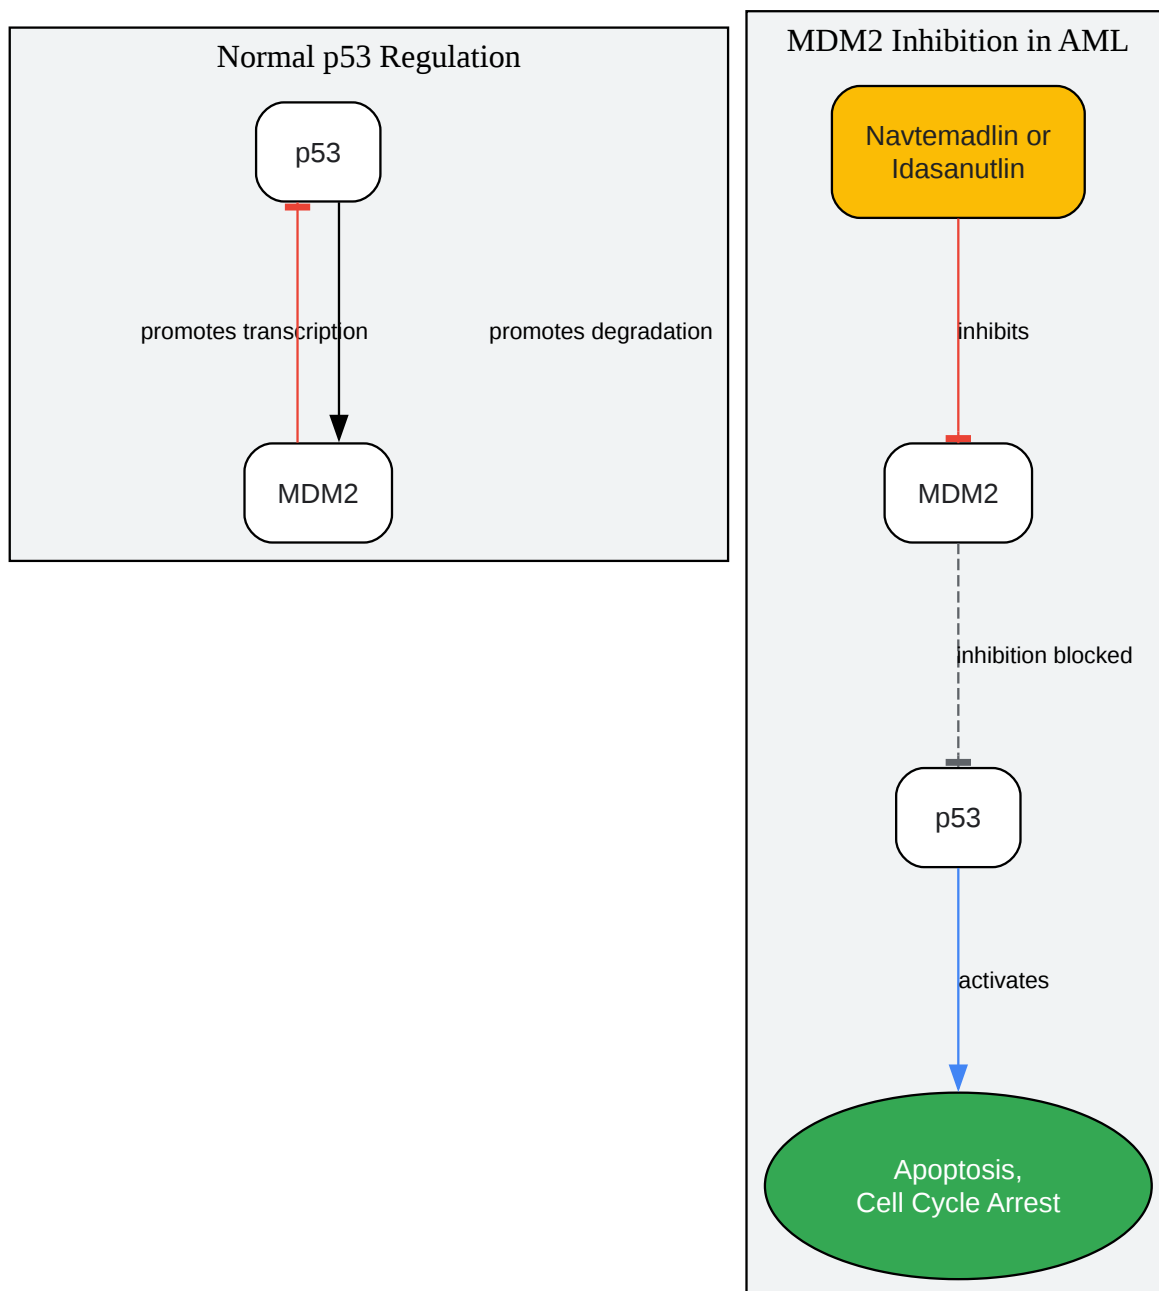 Normal p53 Regulation
p53
promotes transcription
promotes degradation
MDM2
MDM2 Inhibition in AML
Navtemadlin or
Idasanutlin
inhibits
MDM2
inhibition blocked
p53
activates
Apoptosis,
Cell Cycle Arrest